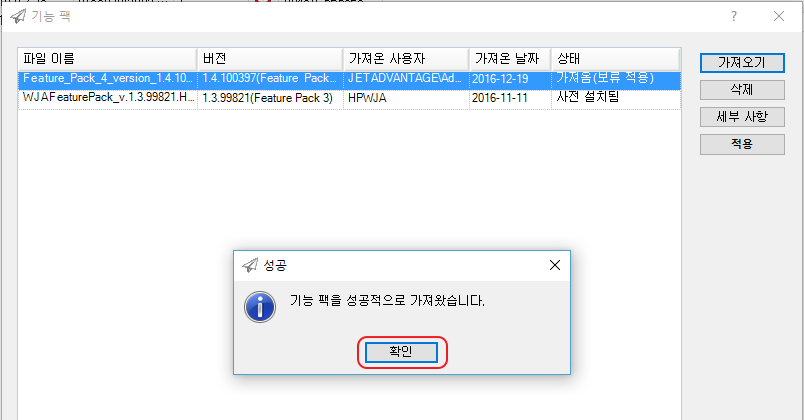 기능 팩
?
파일 이름 버전 가져온 사용자 가져온 날짜 상태
Feature_Pack_4_version_1.4.10... 1.4.100397(Feature Pack... JETADVANTAGE\Ad... 2016-12-19 가져옴(보류 적용)
WJAFeaturePack_v.1.3.99821.H... 1.3.99821(Feature Pack 3) HPWJA 2016-11-11 사전 설치됨
가져오기
삭제
세부 사항
적용
성공
기능 팩을 성공적으로 가져왔습니다.
확인